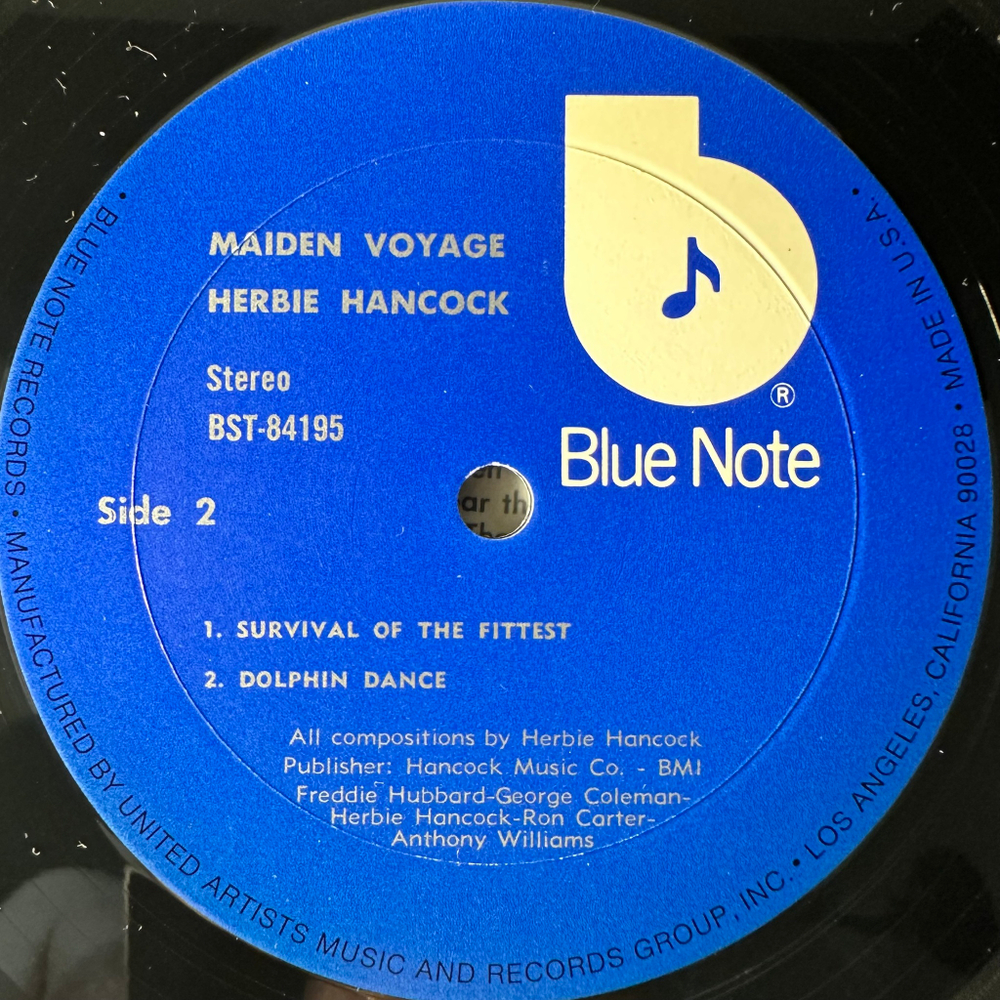 MAIDEN VOYAGE
HERBIE HANCOCK
Stereo
BST-84195
®
Blue Note
Side 2
ar th
1. SURVIVAL OF THE FITTEST
2. DOLPHIN DANCE
All compositions by Herbie Hancock
Publisher: Hancock Music Co. - BMI
Freddie Hubbard-George Coleman-
Herbie Hancock-Ron Carter-
Anthony Williams
• BLUE NOTE RECORDS • MANUFACTURED BY UNITED ARTISTS MUSIC AND RECORDS GROUP, INC. • LOS ANGELES, CALIFORNIA 90028 • MADE IN U.S.A. •